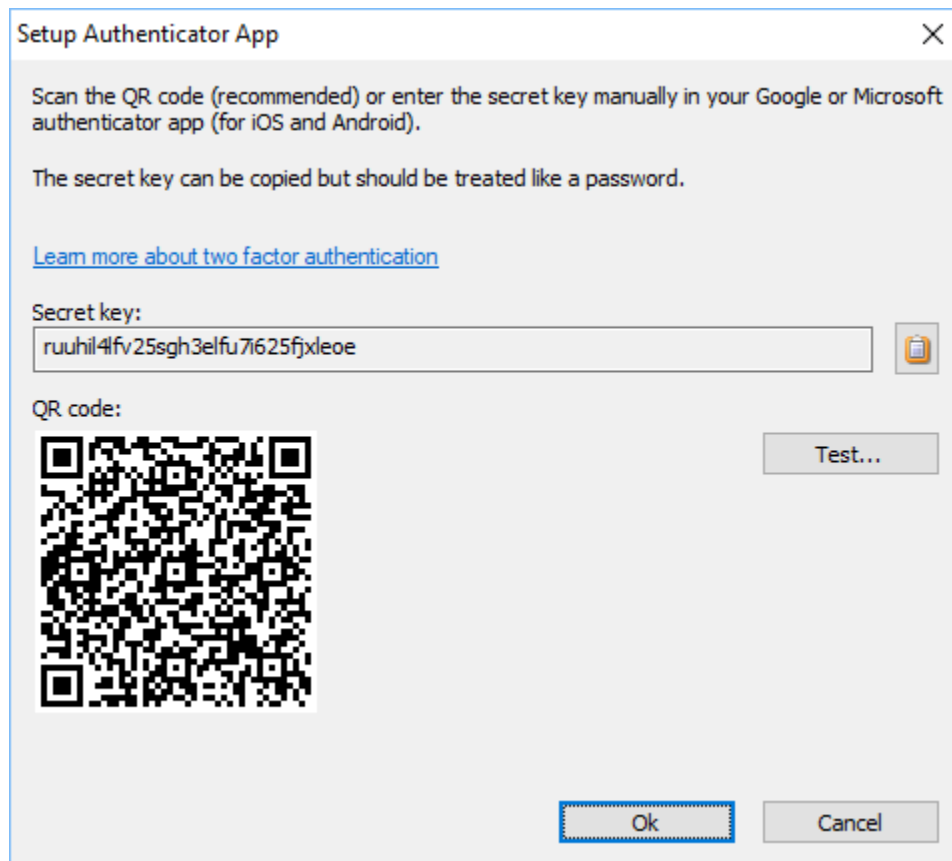 Setup Authenticator App
Scan the QR code (recommended) or enter the secret key manually in your Google or Microsoft
authenticator app (for iOS and Android).
The secret key can be copied but should be treated like a password.
Learn more about two factor authentication
Secret key:
ruuhil4lfv25sgh3elfu7i625fjxleoe
QR code:
Test...
Ok
Cancel